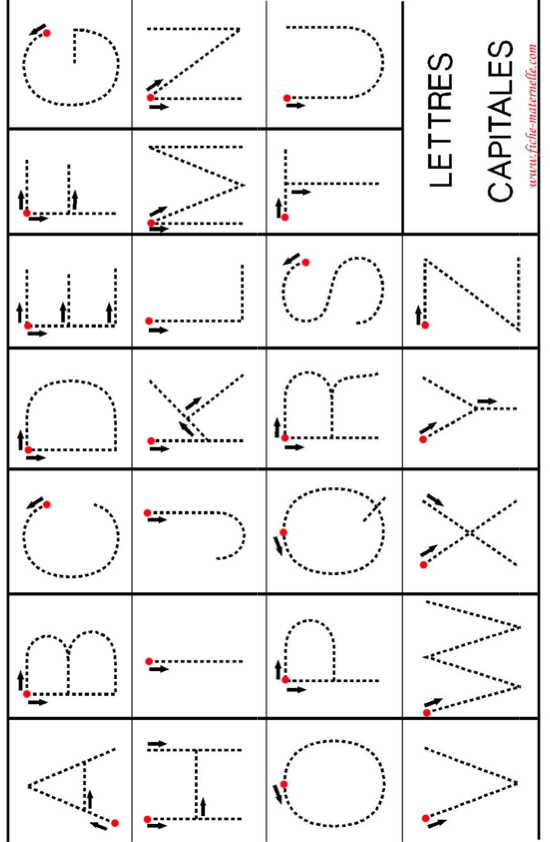 A B C D E F G
H I J K L M N
O P Q R S T U
V W X Y Z
LETTRES
CAPITALES
www.fiche-maternelle.com